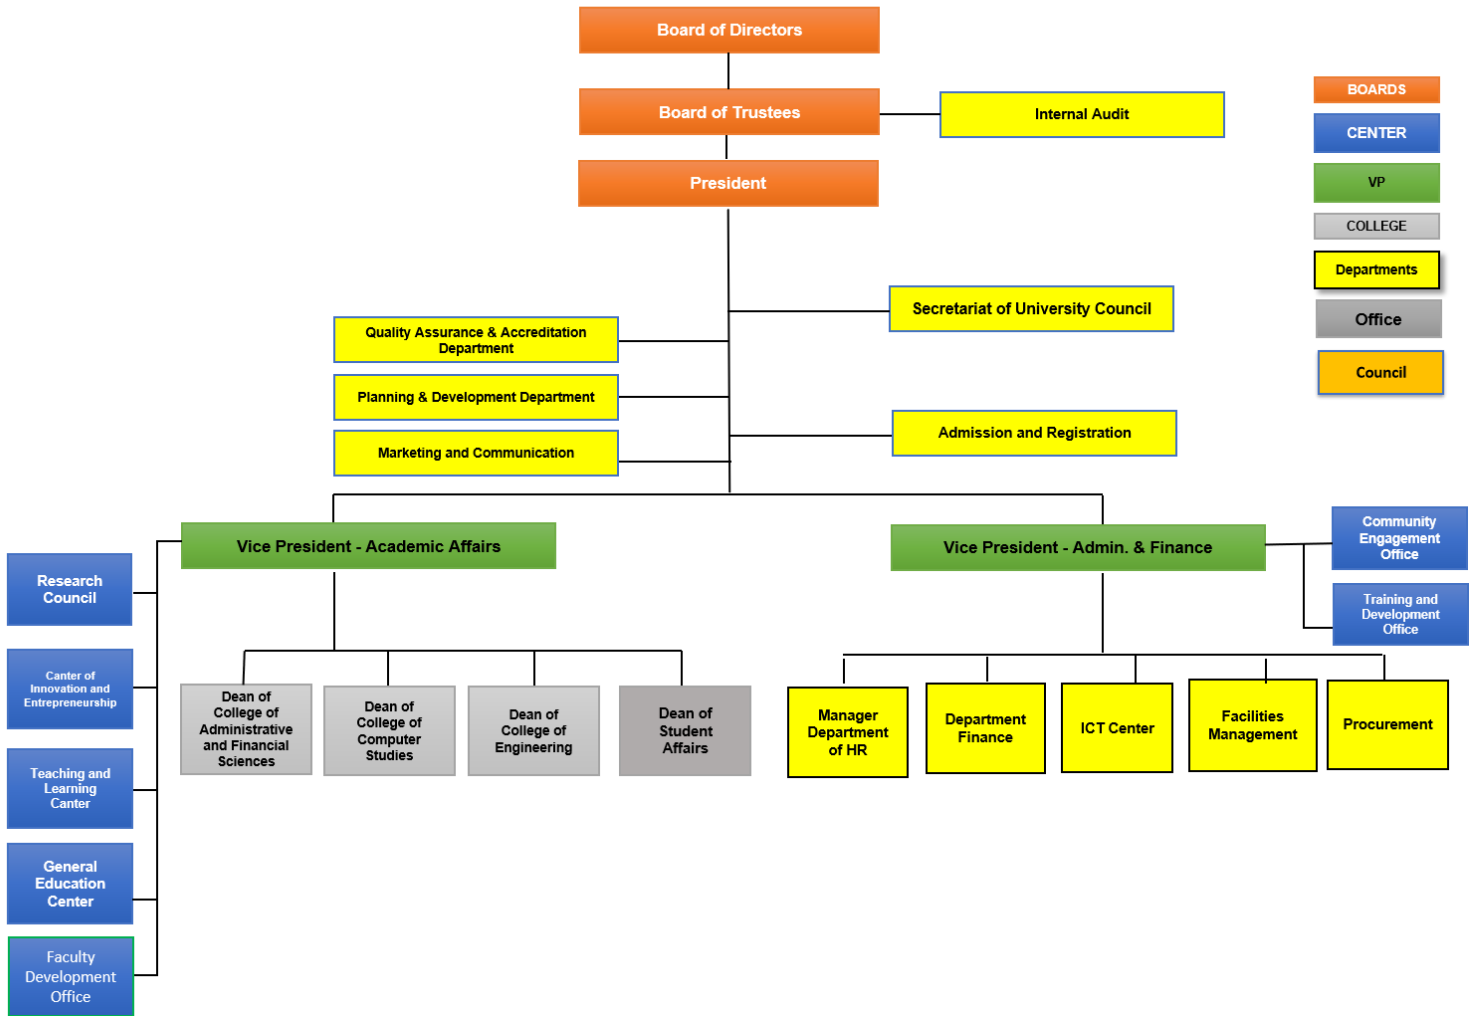 Board of Directors
Board of Trustees
Internal Audit
President
BOARDS
CENTER
VP
COLLEGE
Departments
Office
Council
Secretariat of University Council
Quality Assurance & Accreditation
Department
Planning & Development Department
Admission and Registration
Marketing and Communication
Vice President - Academic Affairs
Vice President - Admin. & Finance
Community
Engagement
Office
Training and
Development
Office
Research
Council
Canter of
Innovation and
Entrepreneurship
Teaching and
Learning
Canter
General
Education
Center
Faculty
Development
Office
Dean of
College of
Administrative
and Financial
Sciences
Dean of
College of
Computer
Studies
Dean of
College of
Engineering
Dean of
Student
Affairs
Manager
Department
of HR
Department
Finance
ICT Center
Facilities
Management
Procurement